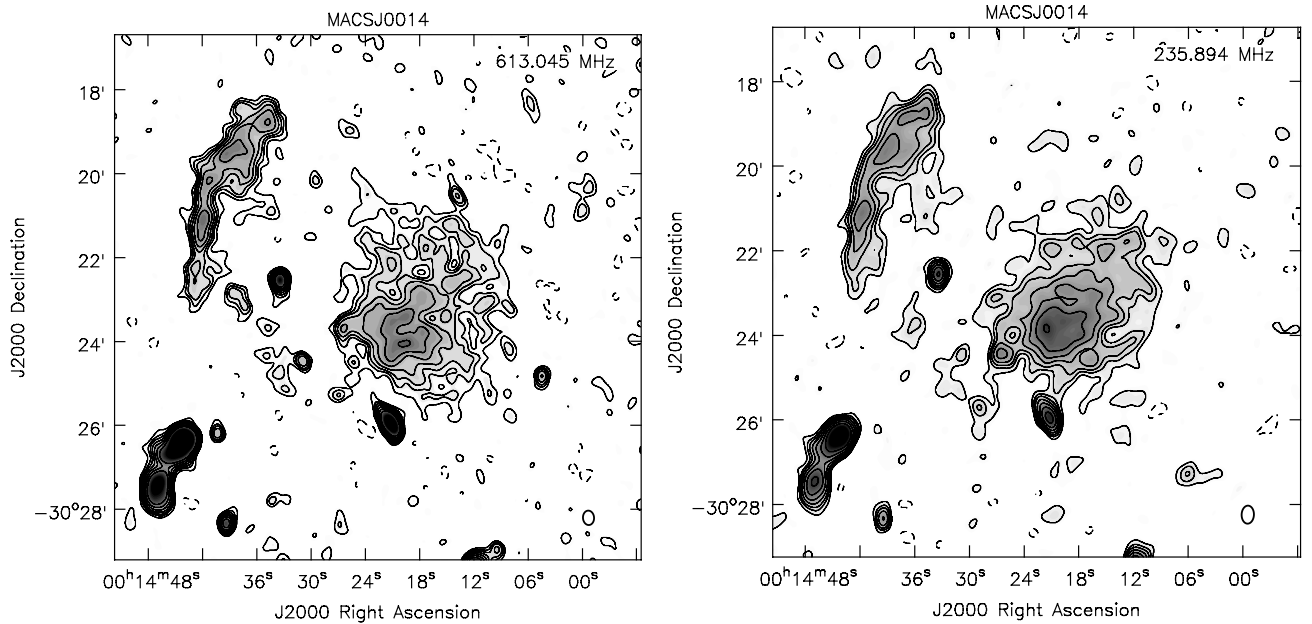 MACSJ0014
613.045 MHz
18'
20'
22'
24'
26'
−30°28'
J2000 Declination
00ʰ14ᵐ48ˢ 36ˢ 30ˢ 24ˢ 18ˢ 12ˢ 06ˢ 00ˢ
J2000 Right Ascension
MACSJ0014
235.894 MHz
18'
20'
22'
24'
26'
−30°28'
J2000 Declination
00ʰ14ᵐ48ˢ 36ˢ 30ˢ 24ˢ 18ˢ 12ˢ 06ˢ 00ˢ
J2000 Right Ascension